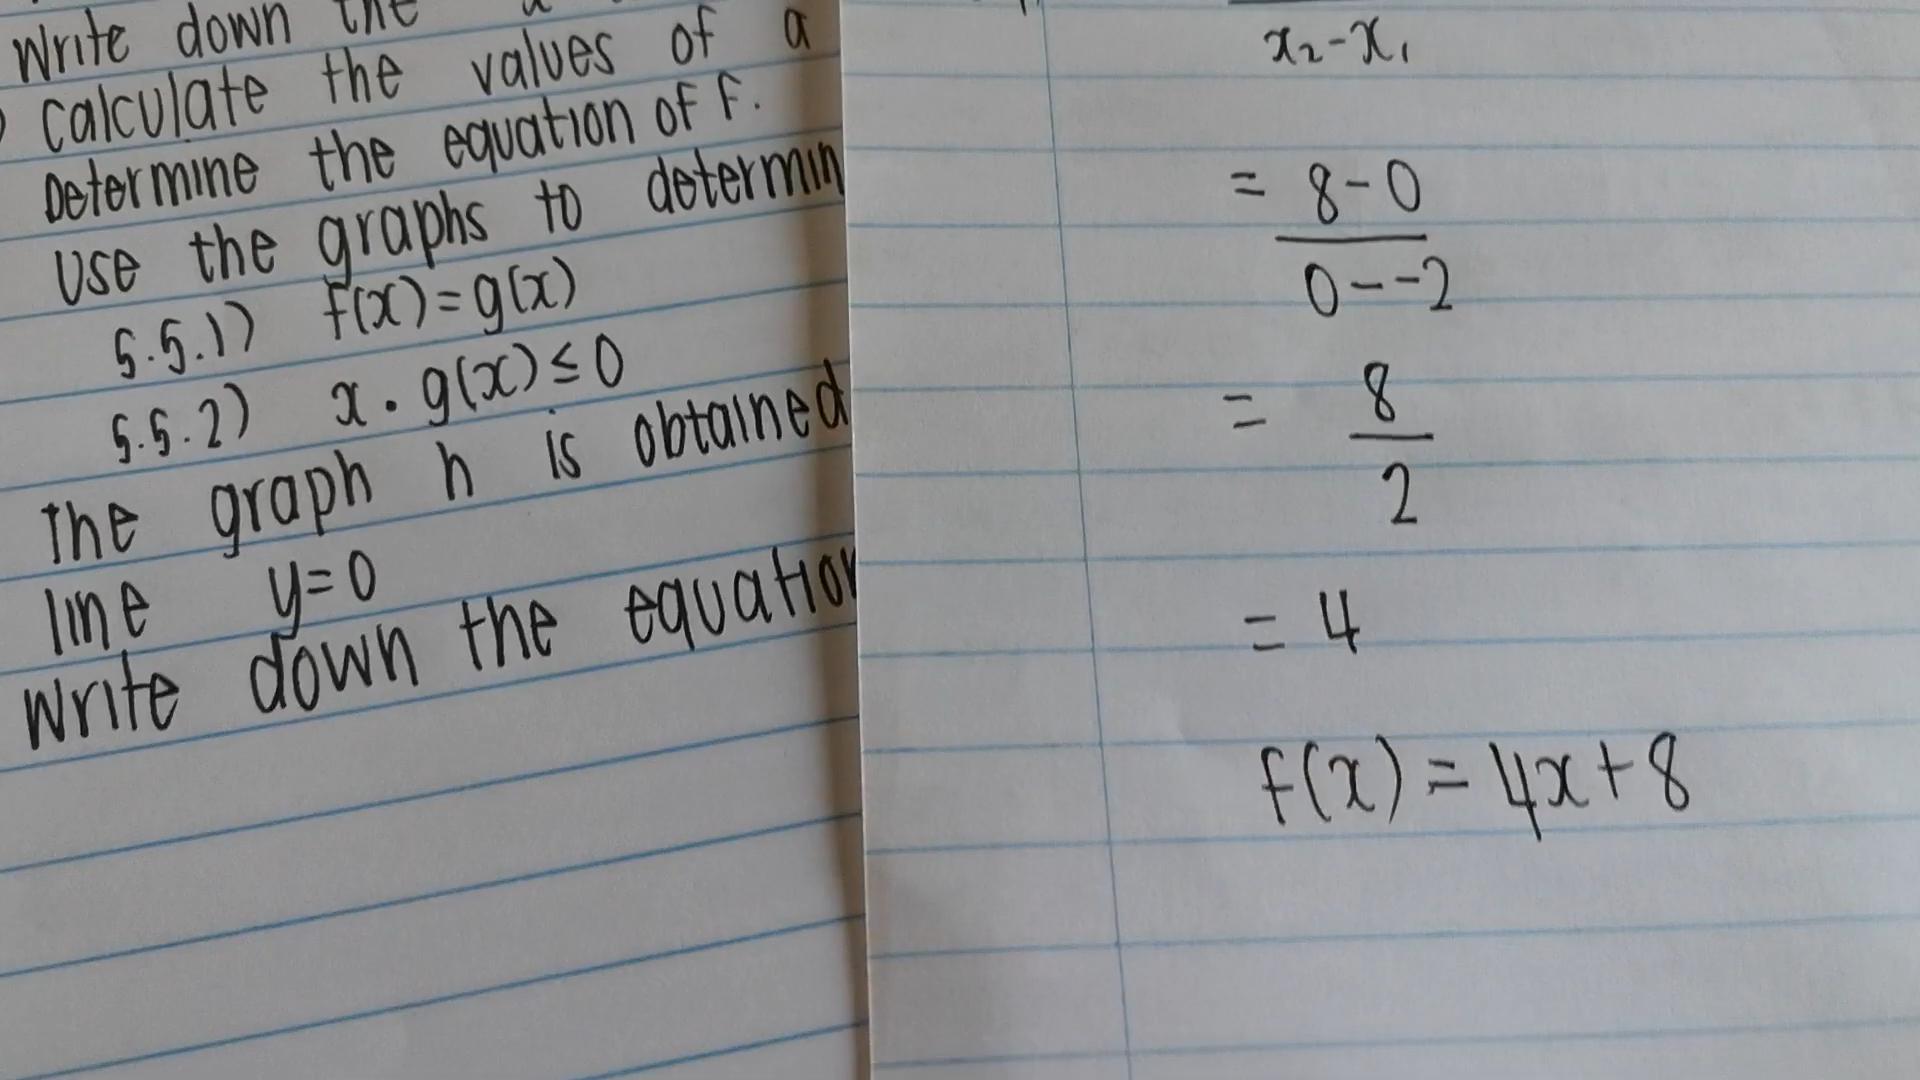 Write down the
calculate the values of a
Determine the equation of f.
Use the graphs to determin
5.5.1) f(x)=g(x)
5.5.2) x . g(x) ≤ 0
The graph h is obtained
line y=0
Write down the equation
x₂-x₁
= 8-0
0--2
= 8
2
= 4
f(x) = 4x+8